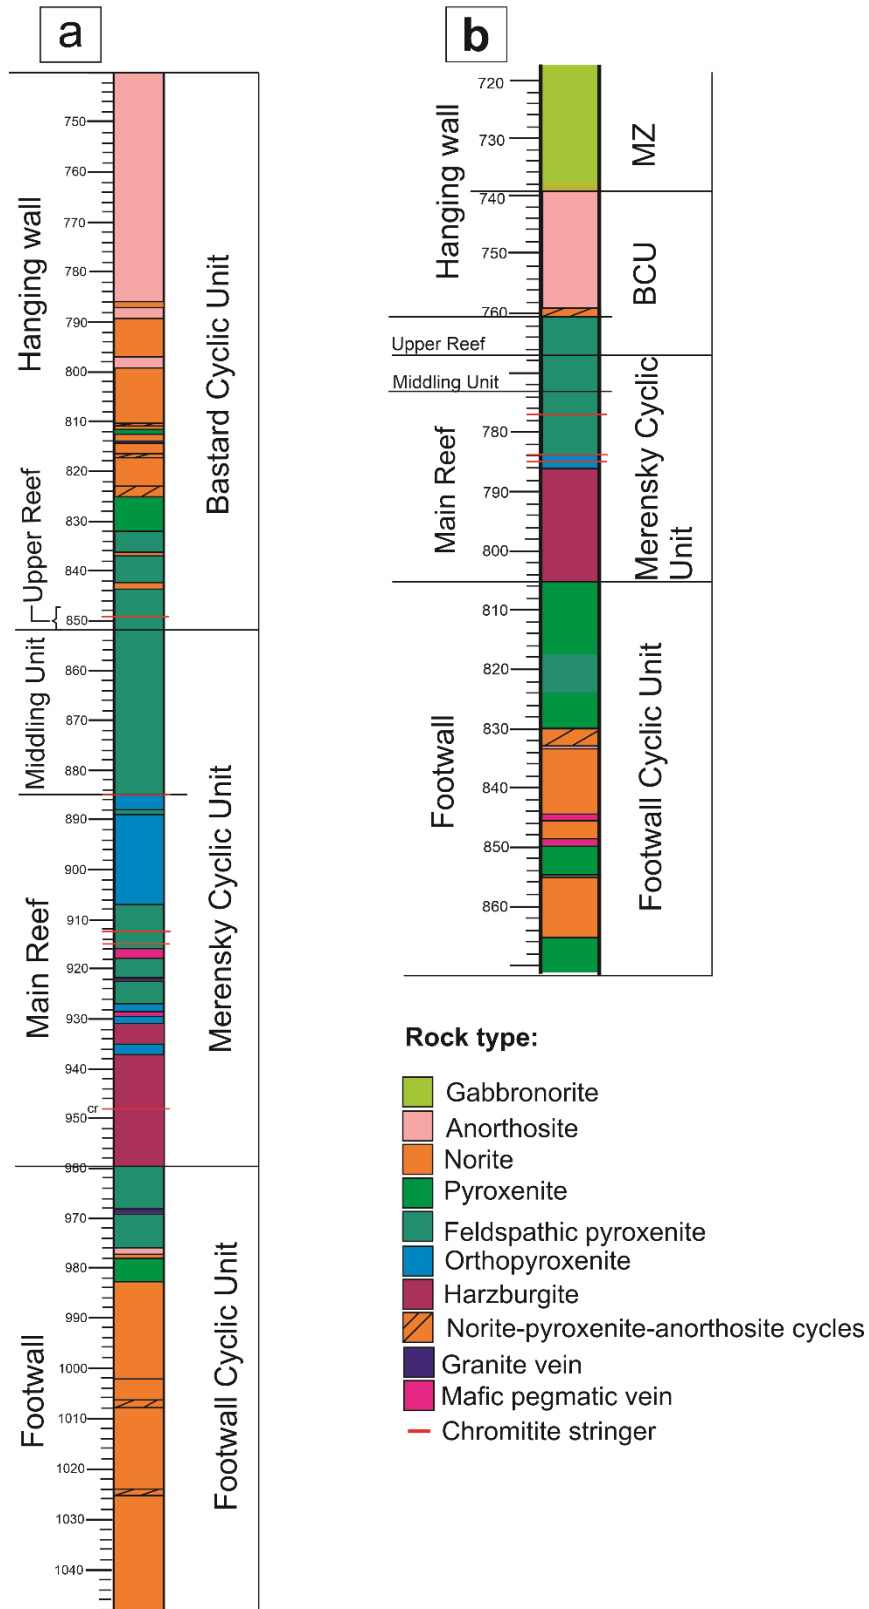 a
750
760
770
780
790
800
810
820
830
840
850
860
870
880
890
900
910
920
930
940
cr
950
960
970
980
990
1000
1010
1020
1030
1040
Hanging wall
Upper Reef
Middling Unit
Main Reef
Footwall
Bastard Cyclic Unit
Merensky Cyclic Unit
Footwall Cyclic Unit
b
720
730
740
750
760
780
790
800
810
820
830
840
850
860
Hanging wall
Upper Reef
Middling Unit
Main Reef
Footwall
MZ
BCU
Merensky Cyclic
Unit
Footwall Cyclic Unit
Rock type:
Gabbronorite
Anorthosite
Norite
Pyroxenite
Feldspathic pyroxenite
Orthopyroxenite
Harzburgite
Norite-pyroxenite-anorthosite cycles
Granite vein
Mafic pegmatic vein
Chromitite stringer